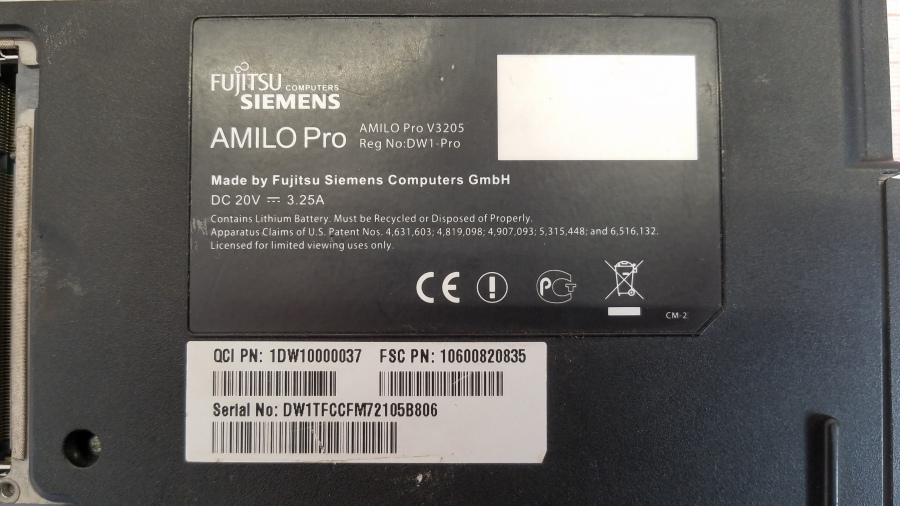 FUJITSU COMPUTERS
SIEMENS
AMILO Pro
AMILO Pro V3205
Reg No:DW1-Pro
Made by Fujitsu Siemens Computers GmbH
DC 20V ⎓ 3.25A
Contains Lithium Battery. Must be Recycled or Disposed of Properly.
Apparatus Claims of U.S. Patent Nos. 4,631,603; 4,819,098; 4,907,093; 5,315,448; and 6,516,132.
Licensed for limited viewing uses only.
CE
PCT
CM-2
QCI PN: 1DW10000037 FSC PN: 10600820835
Serial No: DW1TFCCFM72105B806